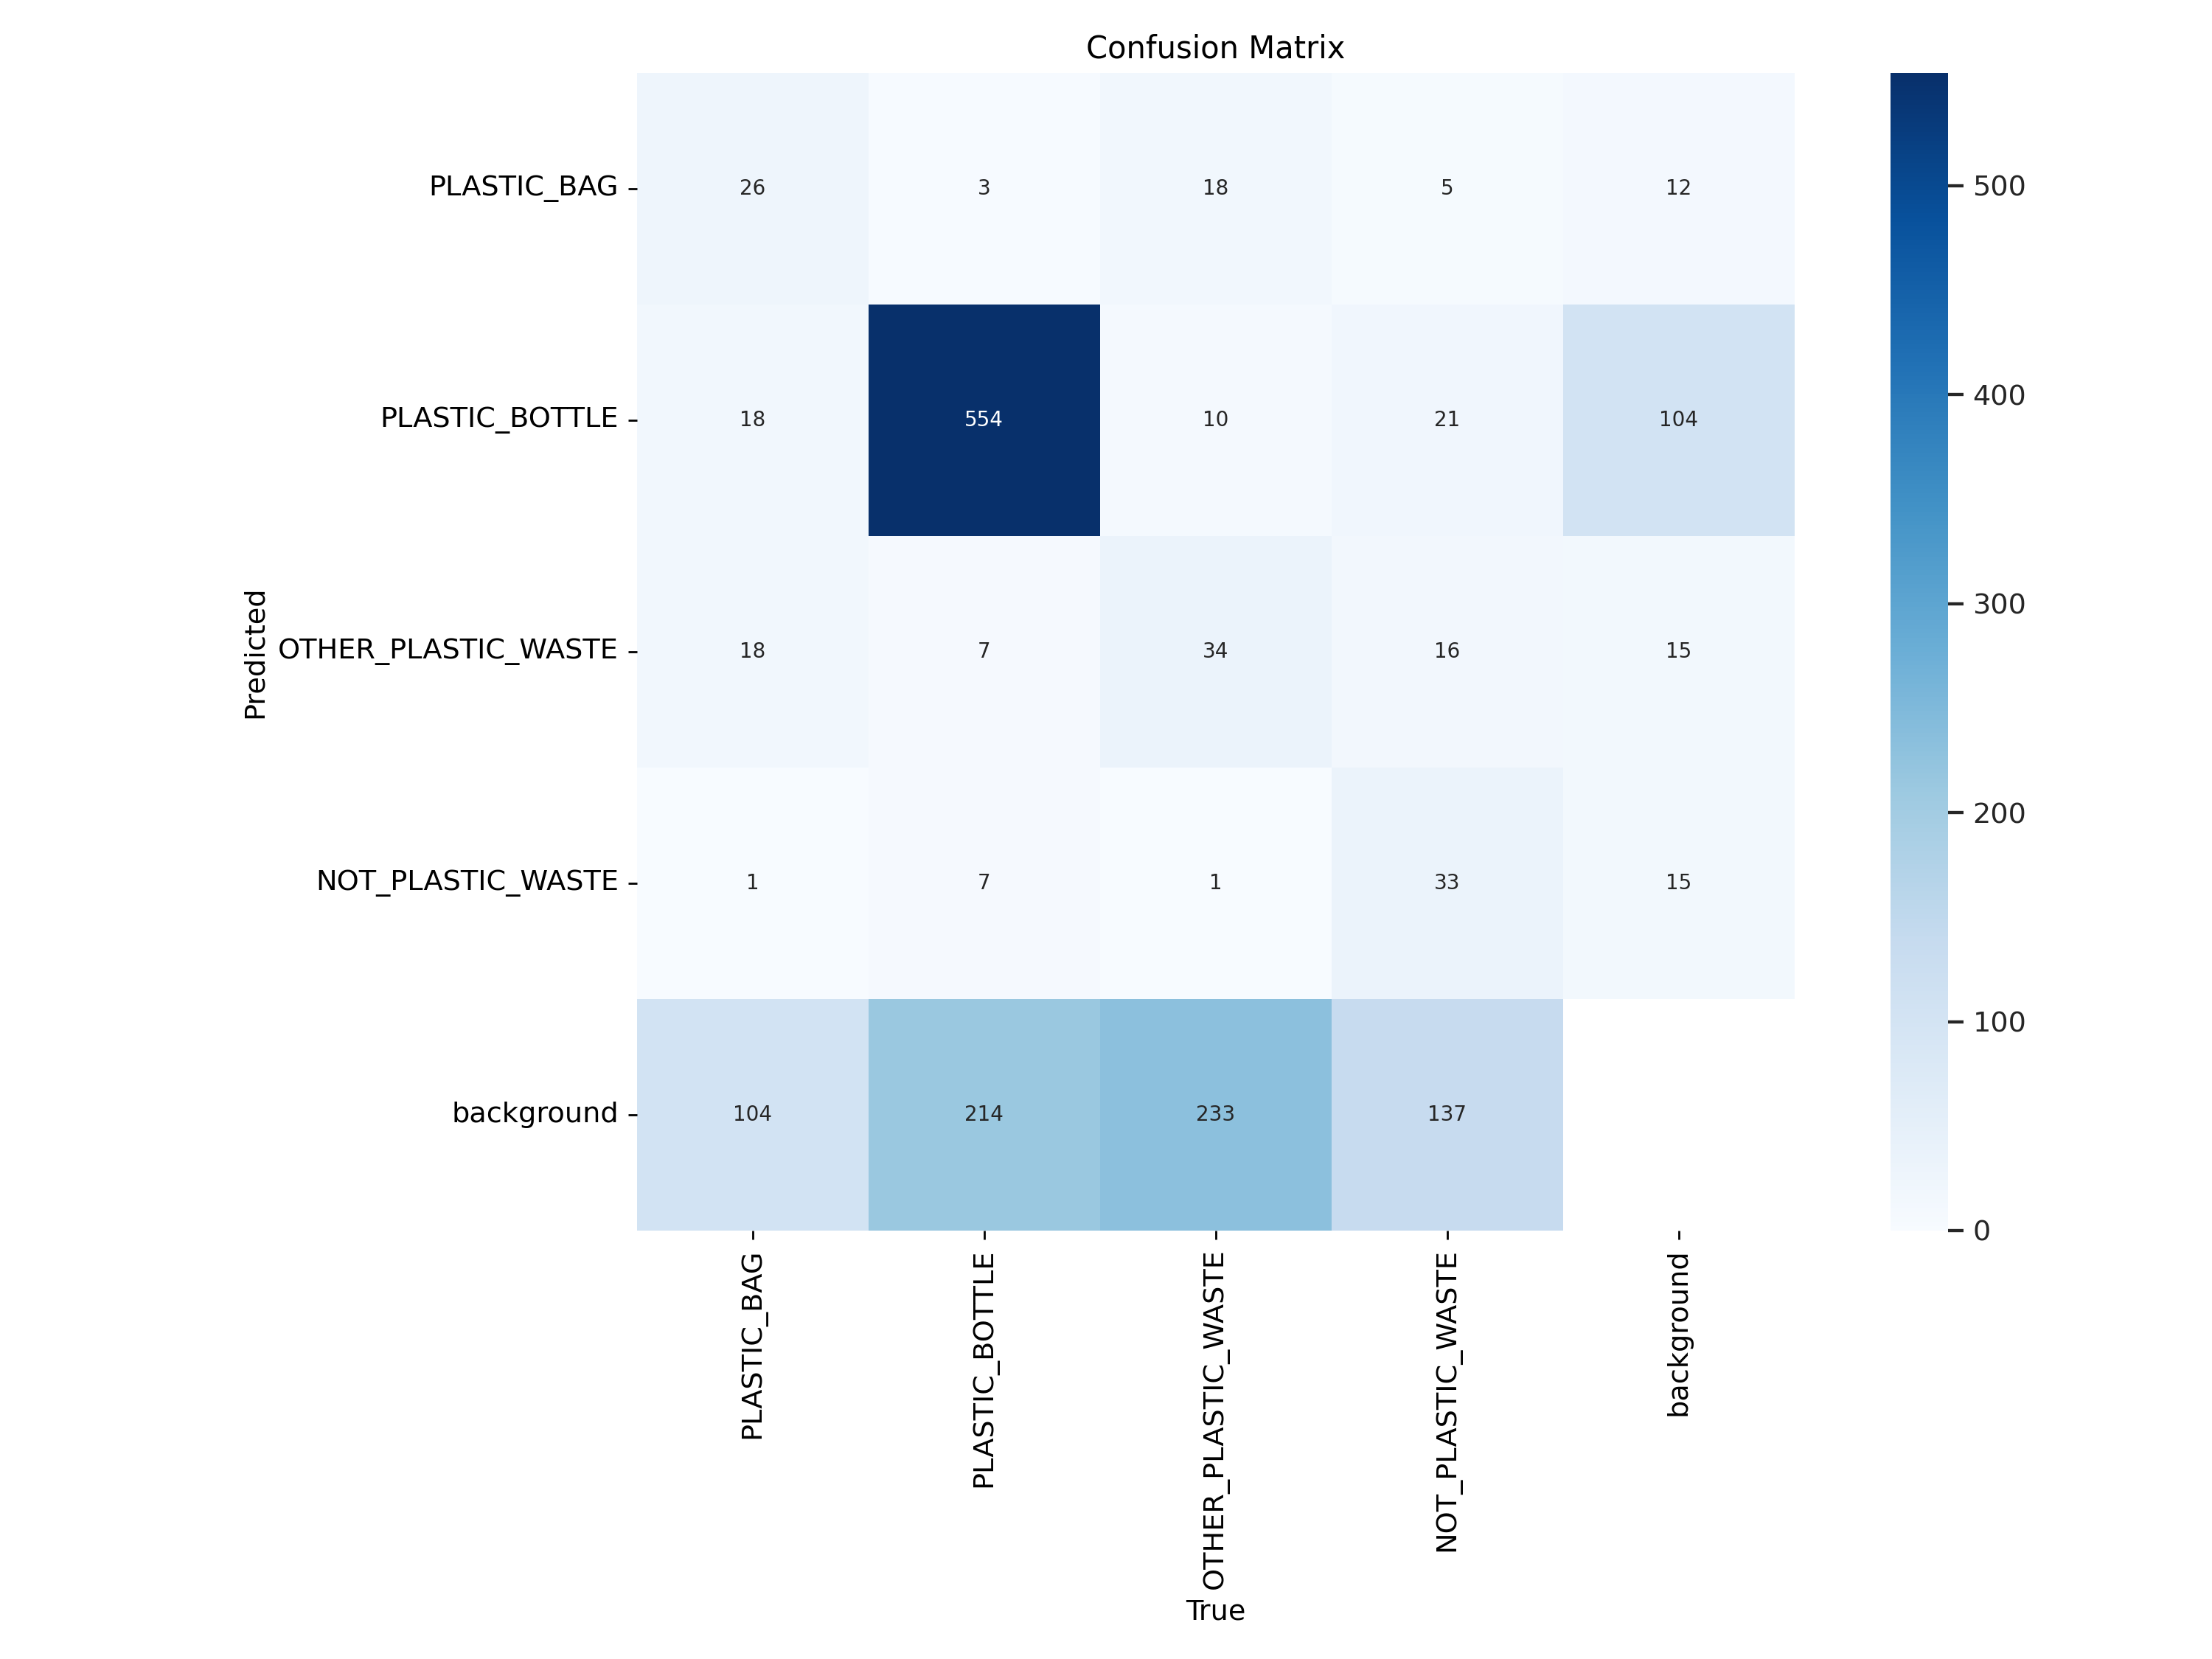 Confusion Matrix
PLASTIC_BAG 26 3 18 5 12
PLASTIC_BOTTLE 18 554 10 21 104
OTHER_PLASTIC_WASTE 18 7 34 16 15
NOT_PLASTIC_WASTE 1 7 1 33 15
background 104 214 233 137
Predicted
PLASTIC_BAG
PLASTIC_BOTTLE
OTHER_PLASTIC_WASTE
NOT_PLASTIC_WASTE
background
True
500
400
300
200
100
0